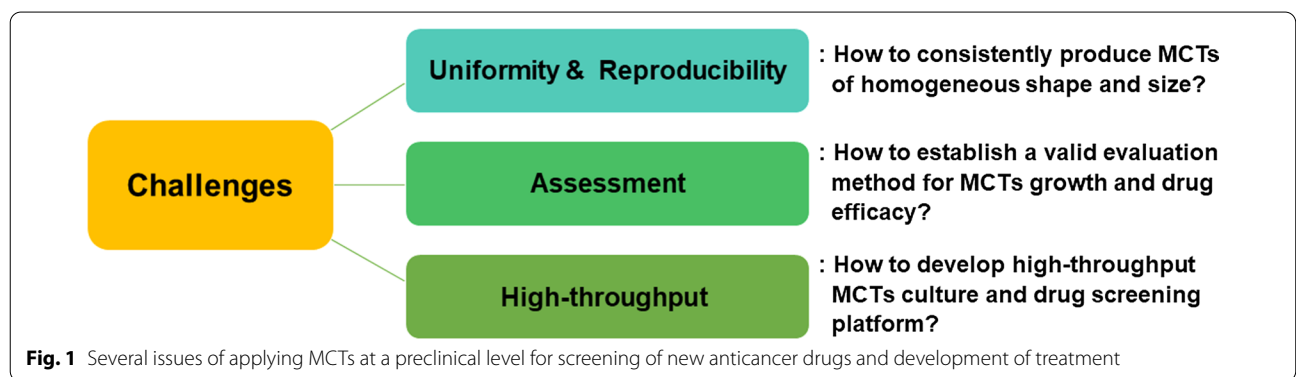 Challenges
Uniformity & Reproducibility
: How to consistently produce MCTs
of homogeneous shape and size?
Assessment
: How to establish a valid evaluation
method for MCTs growth and drug
efficacy?
High-throughput
: How to develop high-throughput
MCTs culture and drug screening
platform?
Fig. 1 Several issues of applying MCTs at a preclinical level for screening of new anticancer drugs and development of treatment